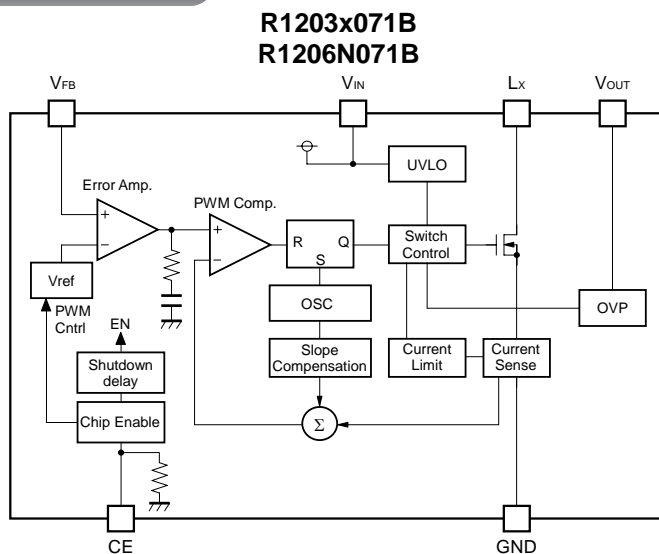 R1203x071B
R1206N071B
VFB
VIN
LX
VOUT
UVLO
Error Amp.
PWM Comp.
+
−
+
−
R
Q
S
Switch
Control
Vref
PWM
Cntrl
OSC
OVP
EN
Shutdown
delay
Slope
Compensation
Current
Limit
Current
Sense
Chip Enable
Σ
CE
GND